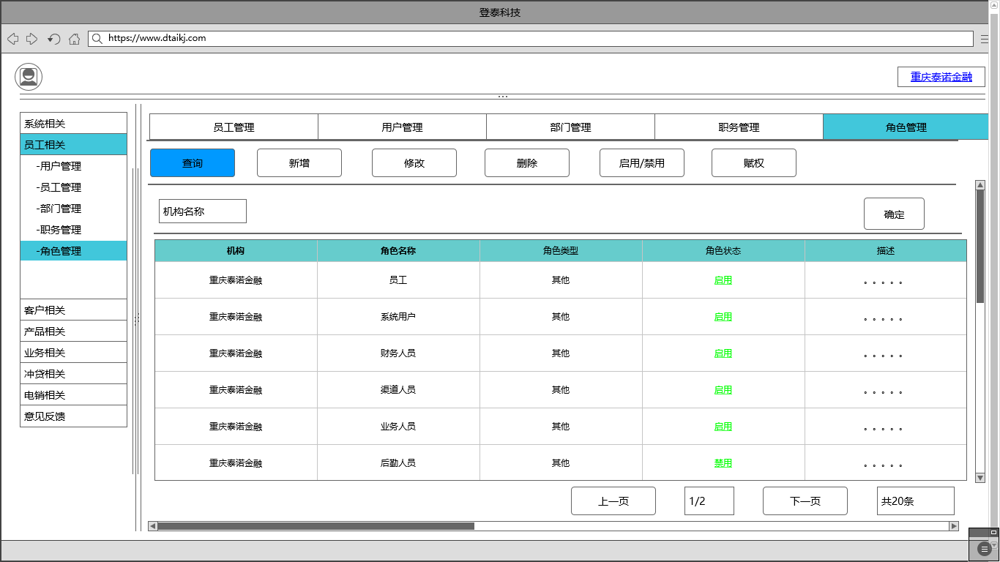 登泰科技
https://www.dtaikj.com
重庆泰诺金融
系统相关
员工相关
-用户管理
-员工管理
-部门管理
-职务管理
-角色管理
客户相关
产品相关
业务相关
冲贷相关
电销相关
意见反馈
员工管理 用户管理 部门管理 职务管理 角色管理
查询 新增 修改 删除 启用/禁用 赋权
机构名称 确定
机构 角色名称 角色类型 角色状态 描述
重庆泰诺金融 员工 其他 启用 。。。。。
重庆泰诺金融 系统用户 其他 启用 。。。。。
重庆泰诺金融 财务人员 其他 启用 。。。。。
重庆泰诺金融 渠道人员 其他 启用 。。。。。
重庆泰诺金融 业务人员 其他 启用 。。。。。
重庆泰诺金融 后勤人员 其他 禁用 。。。。。
上一页 1/2 下一页 共20条